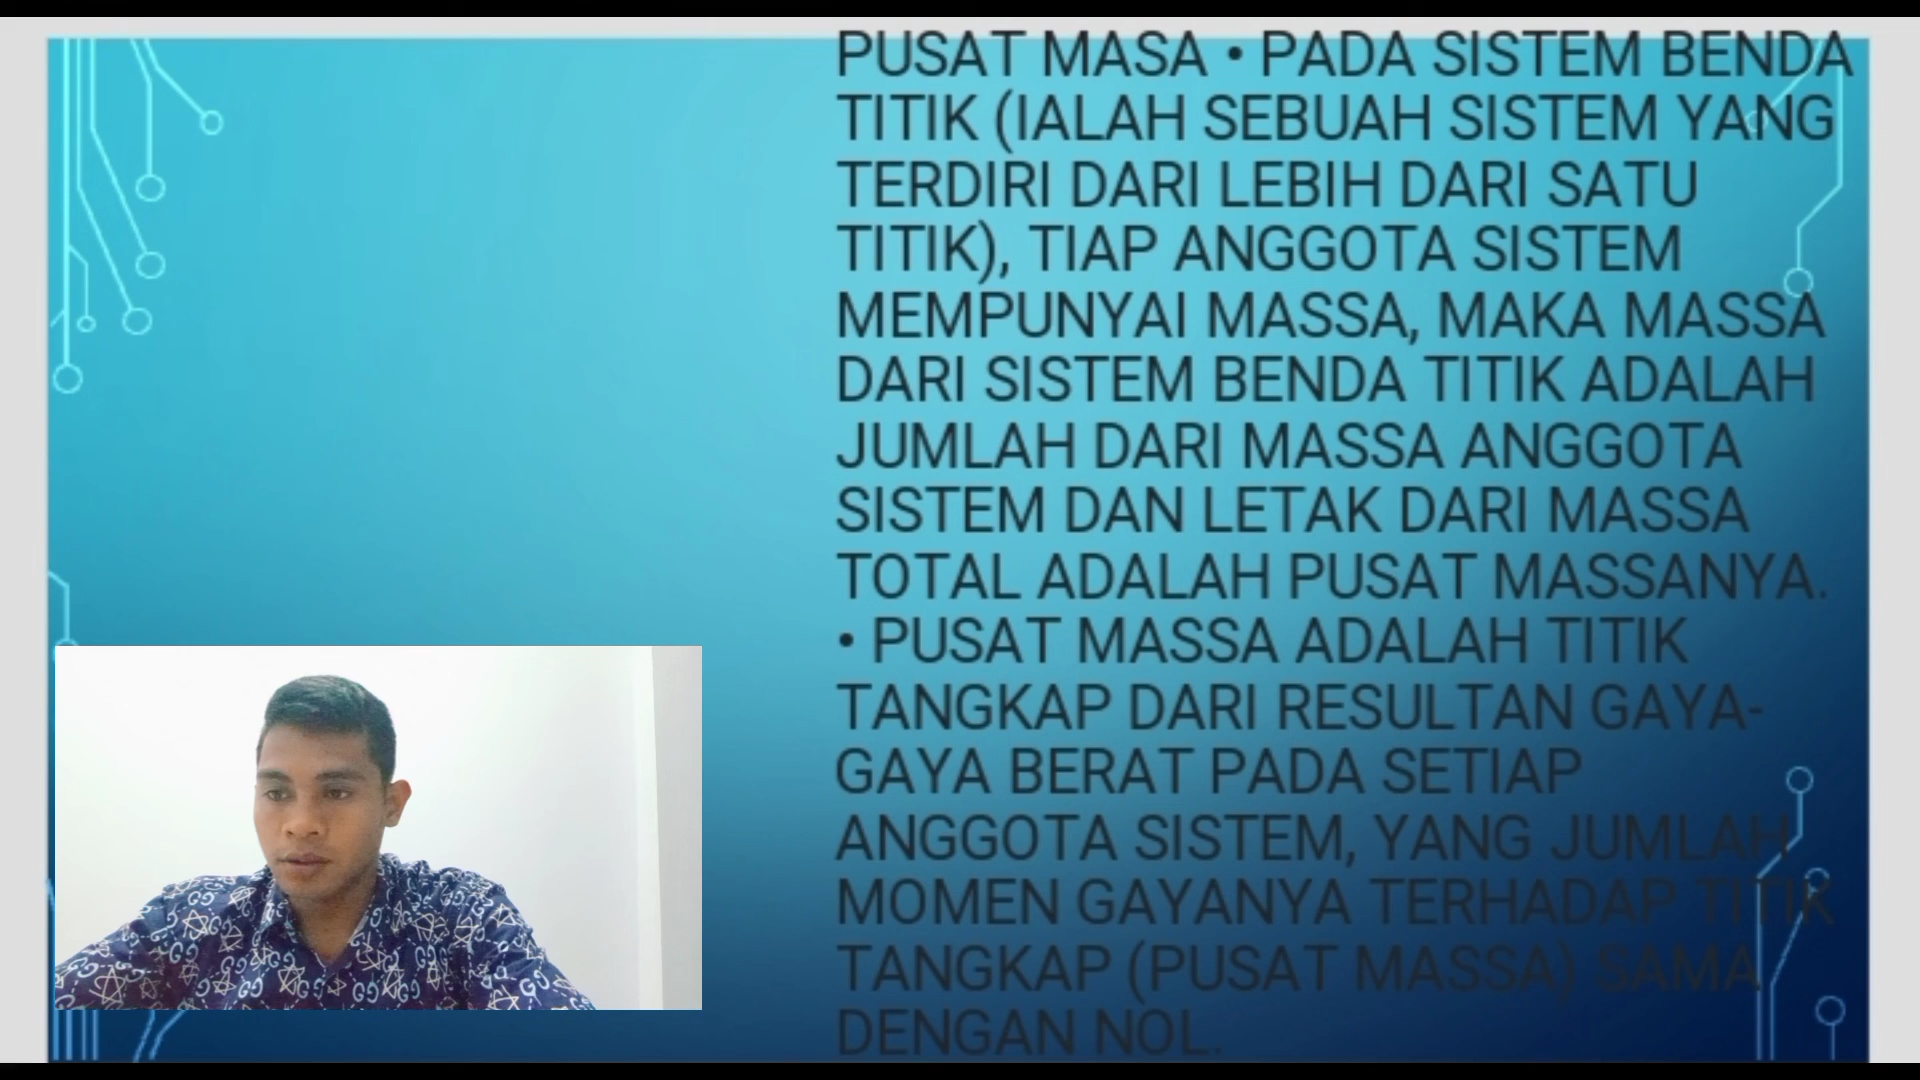 PUSAT MASA • PADA SISTEM BENDA
TITIK (IALAH SEBUAH SISTEM YANG
TERDIRI DARI LEBIH DARI SATU
TITIK), TIAP ANGGOTA SISTEM
MEMPUNYAI MASSA, MAKA MASSA
DARI SISTEM BENDA TITIK ADALAH
JUMLAH DARI MASSA ANGGOTA
SISTEM DAN LETAK DARI MASSA
TOTAL ADALAH PUSAT MASSANYA.
• PUSAT MASSA ADALAH TITIK
TANGKAP DARI RESULTAN GAYA-
GAYA BERAT PADA SETIAP
ANGGOTA SISTEM, YANG JUMLAH
MOMEN GAYANYA TERHADAP TITIK
TANGKAP (PUSAT MASSA) SAMA
DENGAN NOL.